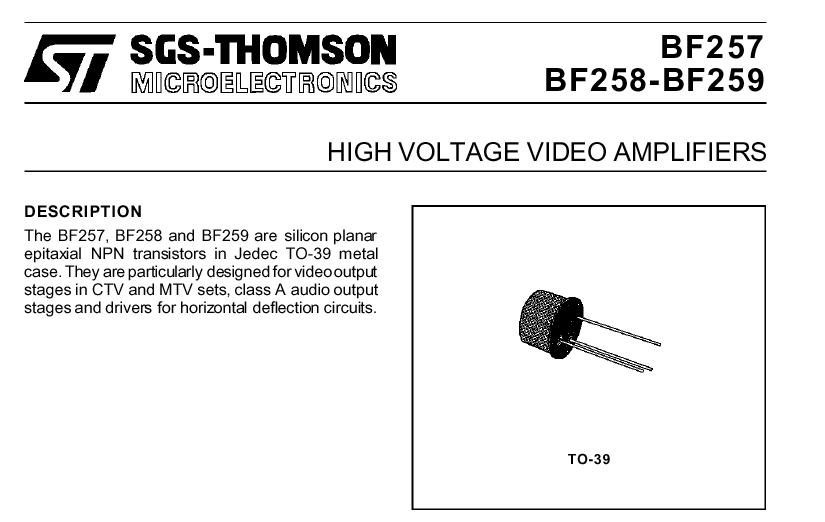 SGS-THOMSON
MICROELECTRONICS
BF257
BF258-BF259
HIGH VOLTAGE VIDEO AMPLIFIERS
DESCRIPTION
The BF257, BF258 and BF259 are silicon planar
epitaxial NPN transistors in Jedec TO-39 metal
case. They are particularly designed for video output
stages in CTV and MTV sets, class A audio output
stages and drivers for horizontal deflection circuits.
TO-39